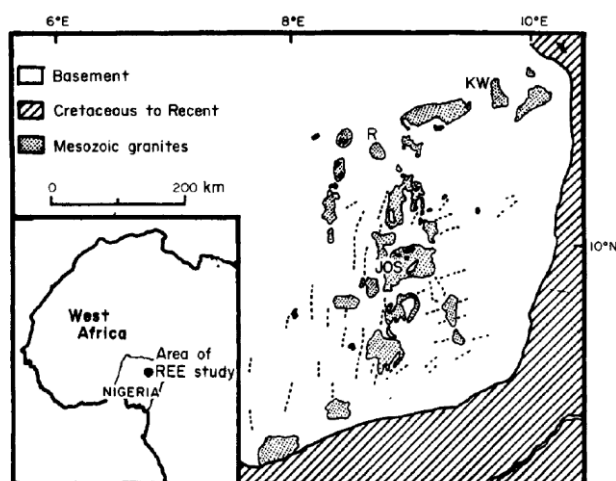 6°E
8°E
10°E
Basement
Cretaceous to Recent
Mesozoic granites
0
200 km
KW
R
JOS
10°N
West
Africa
Area of
REE study
NIGERIA